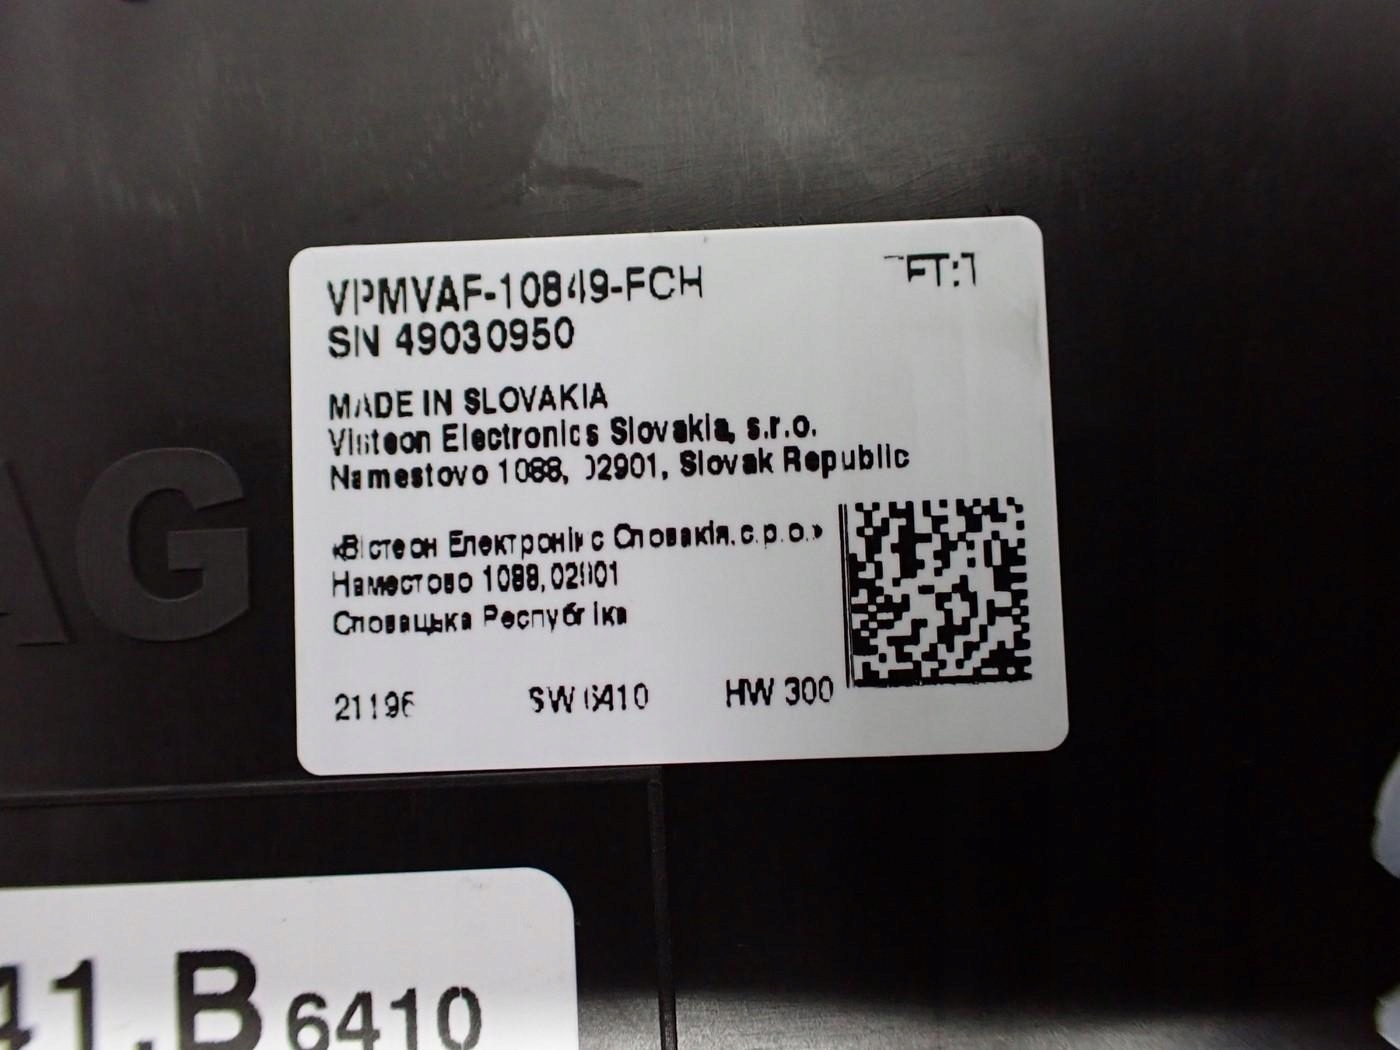 VPMVAF-10849-FCH
TFT:1
SN 49030950
MADE IN SLOVAKIA
Visteon Electronics Slovakia, s.r.o.
Namestovo 1088, 02901, Slovak Republic
«Вістеон Електронікс Словакія, с.р.о.»
Наместово 1088, 02901
Словацька Республіка
21196 SW 6410 HW 300
AG
41.B 6410